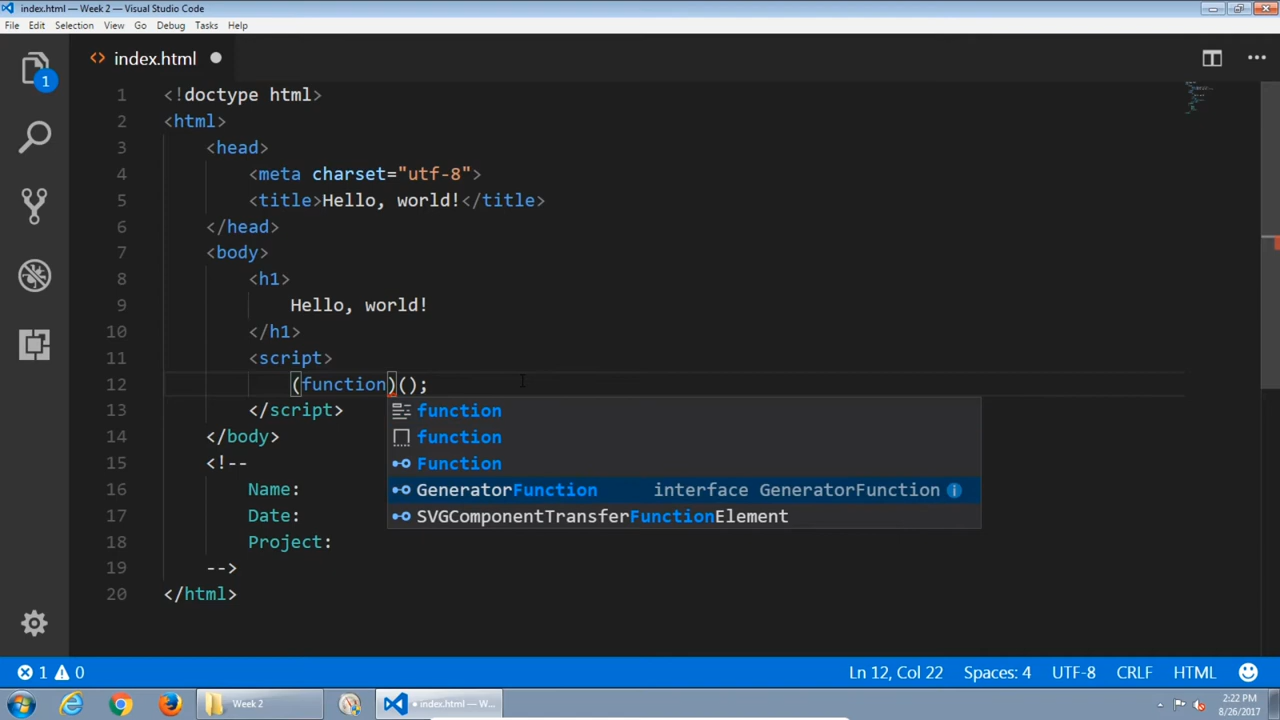 index.html — Week 2 — Visual Studio Code
File Edit Selection View Go Debug Tasks Help
1
<> index.html
1 <!doctype html>
2 <html>
3 <head>
4 <meta charset="utf-8">
5 <title>Hello, world!</title>
6 </head>
7 <body>
8 <h1>
9 Hello, world!
10 </h1>
11 <script>
12 (function)();
13 </script>
14 </body>
15 <!--
16 Name:
17 Date:
18 Project:
19 -->
20 </html>
function
function
Function
GeneratorFunction interface GeneratorFunction
SVGComponentTransferFunctionElement
1 0 Ln 12, Col 22 Spaces: 4 UTF-8 CRLF HTML
Week 2 • index.html — W... 2:22 PM
8/26/2017